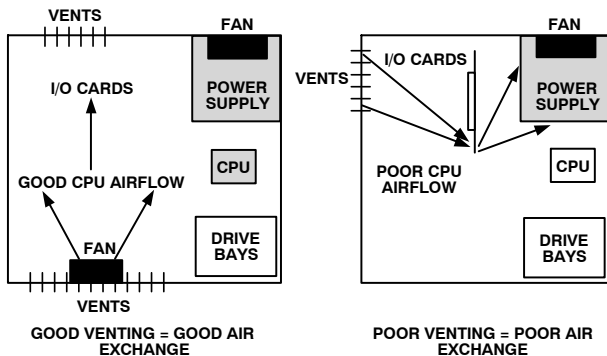 VENTS
FAN
I/O CARDS
POWER
SUPPLY
GOOD CPU AIRFLOW
CPU
FAN
DRIVE
BAYS
VENTS
GOOD VENTING = GOOD AIR
EXCHANGE
FAN
VENTS
I/O CARDS
POWER
SUPPLY
POOR CPU
AIRFLOW
CPU
DRIVE
BAYS
POOR VENTING = POOR AIR
EXCHANGE